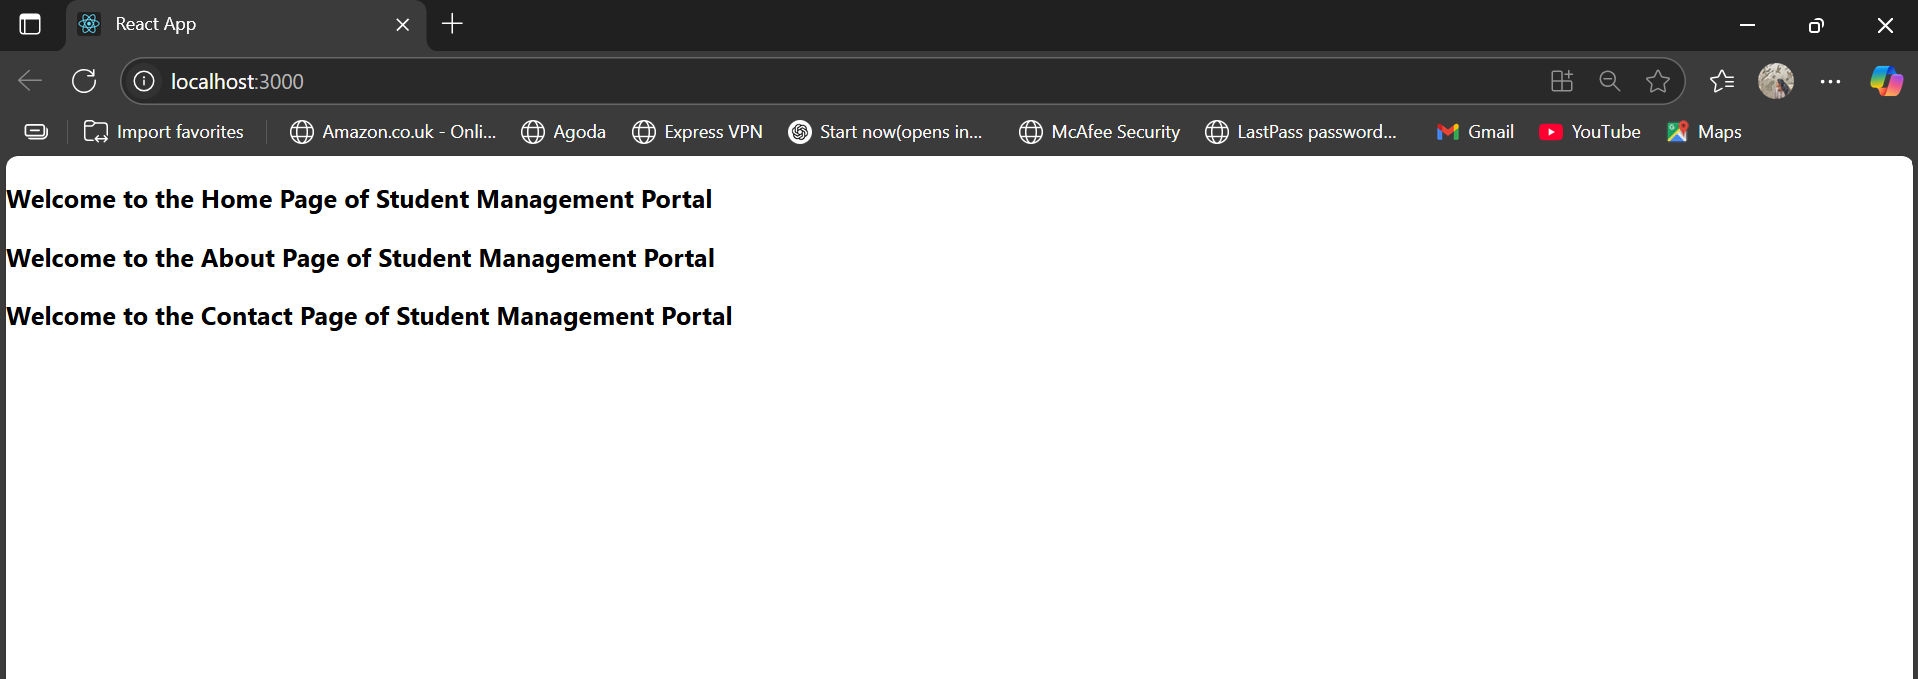 React App
localhost:3000
Import favorites
Amazon.co.uk - Onli...
Agoda
Express VPN
Start now(opens in...
McAfee Security
LastPass password...
Gmail
YouTube
Maps
Welcome to the Home Page of Student Management Portal
Welcome to the About Page of Student Management Portal
Welcome to the Contact Page of Student Management Portal